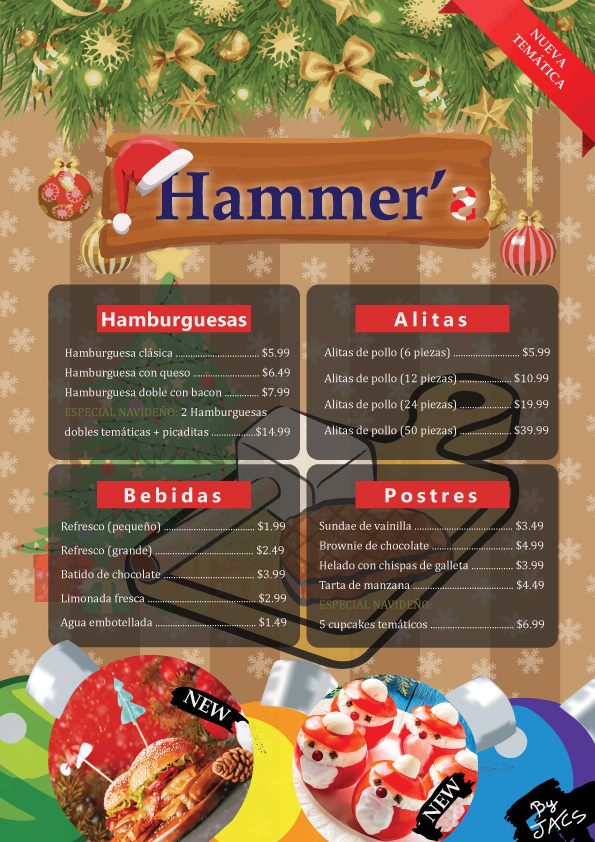 NUEVA
TEMÁTICA
Hammer's
Hamburguesas
Hamburguesa clásica ................................ $5.99
Hamburguesa con queso ......................... $6.49
Hamburguesa doble con bacon ............. $7.99
ESPECIAL NAVIDEÑO: 2 Hamburguesas
dobles temáticas + picaditas .................$14.99
Alitas
Alitas de pollo (6 piezas) .......................... $5.99
Alitas de pollo (12 piezas) ..................... $10.99
Alitas de pollo (24 piezas) .................... $19.99
Alitas de pollo (50 piezas) .................... $39.99
Bebidas
Refresco (pequeño) ................................... $1.99
Refresco (grande) ...................................... $2.49
Batido de chocolate ................................... $3.99
Limonada fresca .......................................... $2.99
Agua embotellada ....................................... $1.49
Postres
Sundae de vainilla ...................................... $3.49
Brownie de chocolate ................................ $4.99
Helado con chispas de galleta ................ $3.99
Tarta de manzana ....................................... $4.49
ESPECIAL NAVIDEÑO:
5 cupcakes temáticos ................................. $6.99
NEW
NEW
By
JACS